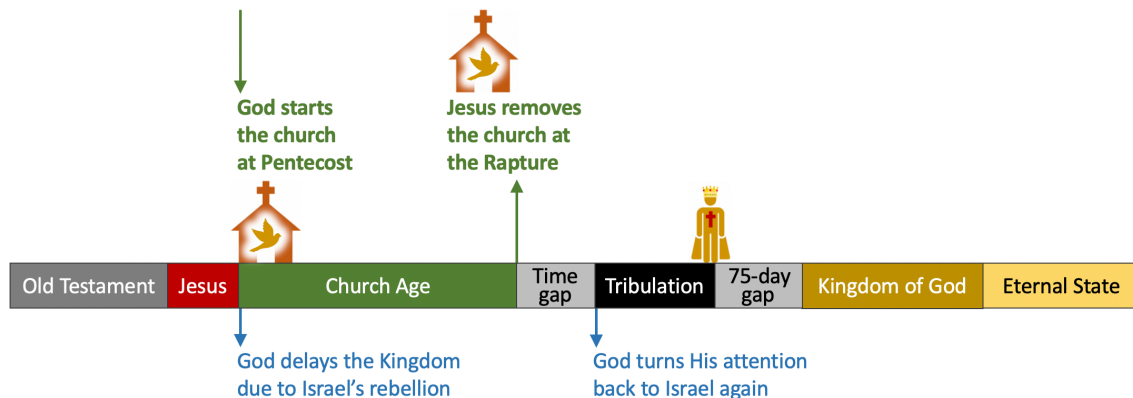 God starts
the church
at Pentecost
Jesus removes
the church at
the Rapture
Old Testament
Jesus
Church Age
Time
gap
Tribulation
75-day
gap
Kingdom of God
Eternal State
God delays the Kingdom
due to Israel’s rebellion
God turns His attention
back to Israel again